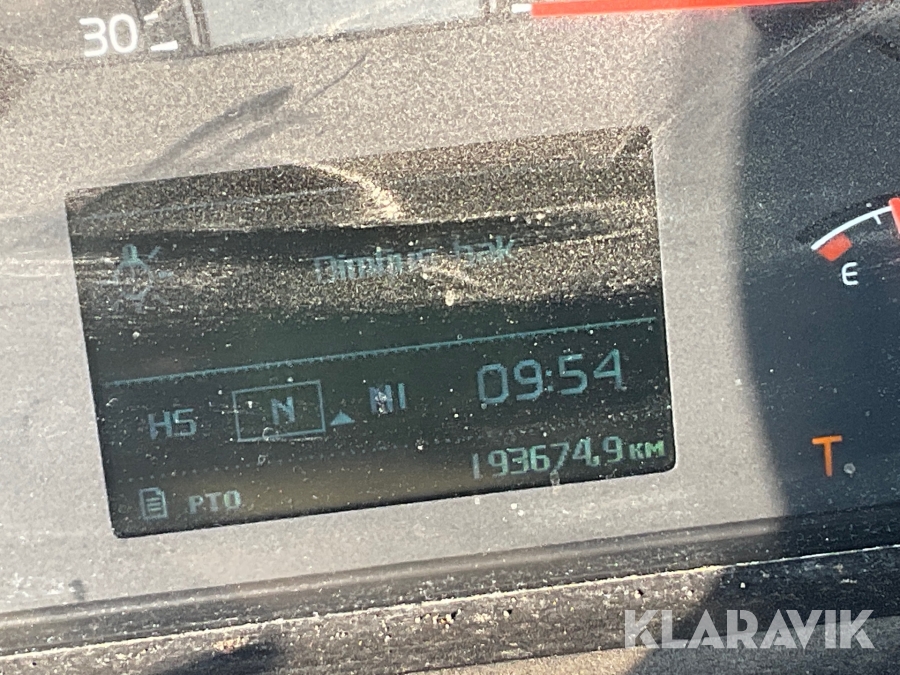 30
Dimljus bak
E
HS N N1 09:54
193674,9 KM
PTO
T
KLARAVIK